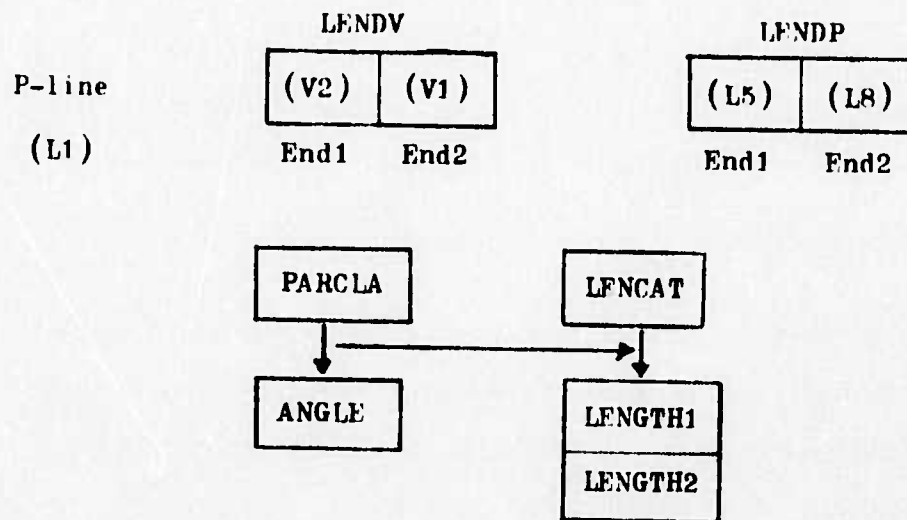 LENDV LENDP
P-line (V2) (V1) (L5) (L8)
(L1) End1 End2 End1 End2
PARCLA LENCAT
ANGLE LENGTH1
LENGTH2